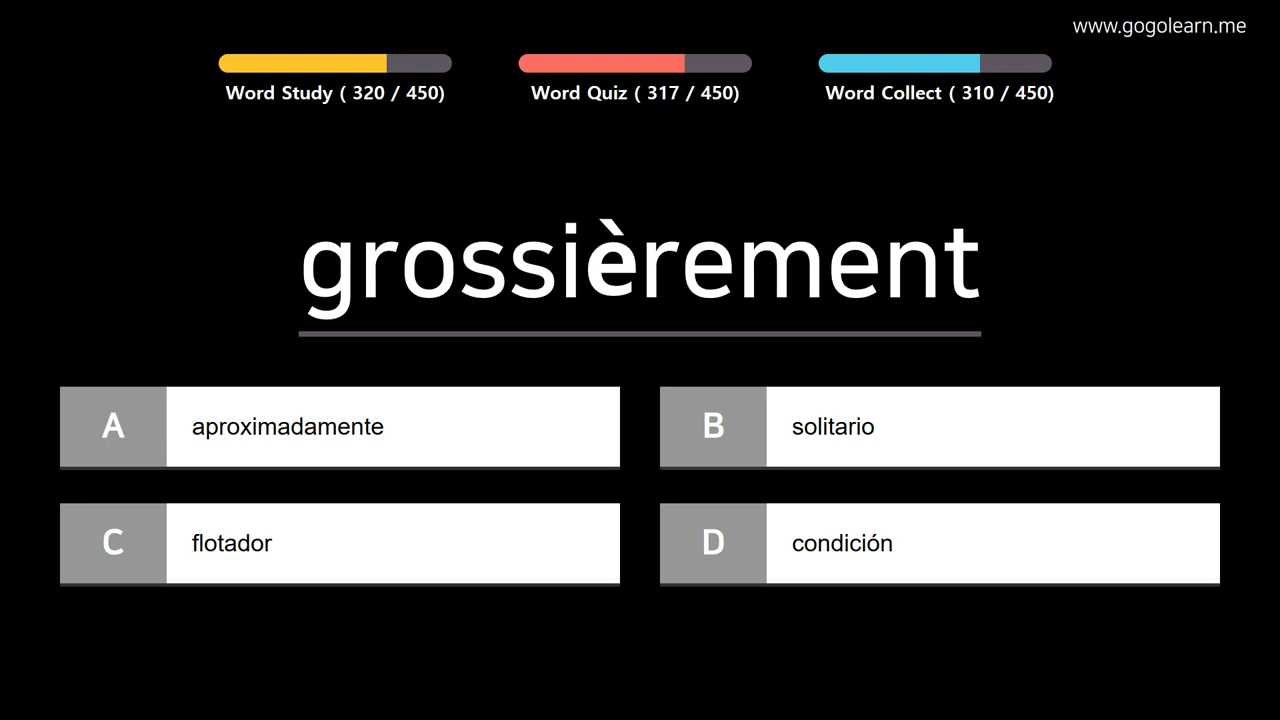 www.gogolearn.me
Word Study ( 320 / 450)
Word Quiz ( 317 / 450)
Word Collect ( 310 / 450)
grossièrement
A aproximadamente
B solitario
C flotador
D condición